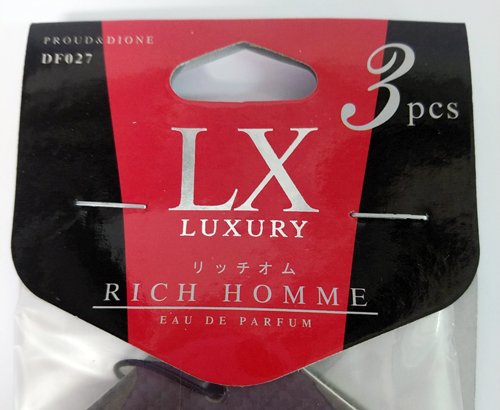 PROUD&DIONE
DF027
3pcs
LX
LUXURY
リッチオム
RICH HOMME
EAU DE PARFUM